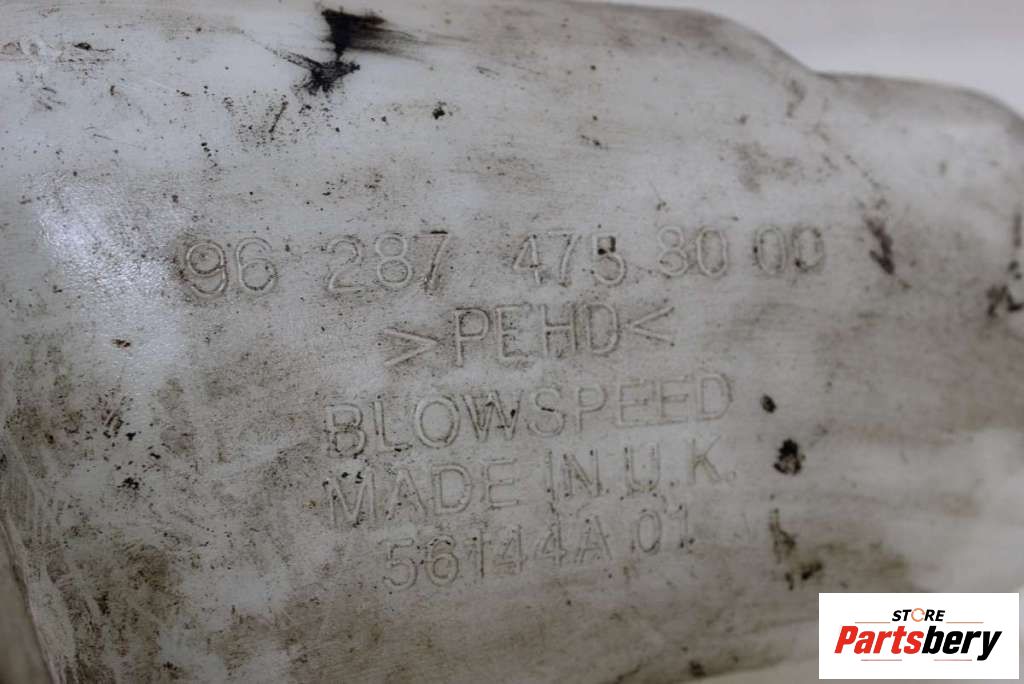 96 287 475 80 00
>PEHD<
BLOWSPEED
MADE IN U.K.
56144A 01
STORE
Partsbery